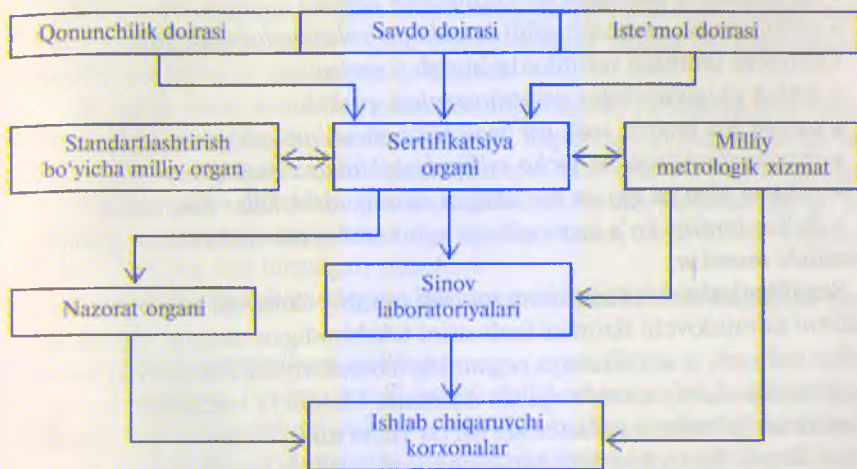 Qonunchilik doirasi
Savdo doirasi
Iste'mol doirasi
Standartlashtirish
bo‘yicha milliy organ
Sertifikatsiya
organi
Milliy
metrologik xizmat
Nazorat organi
Sinov
laboratoriyalari
Ishlab chiqaruvchi
korxonalar